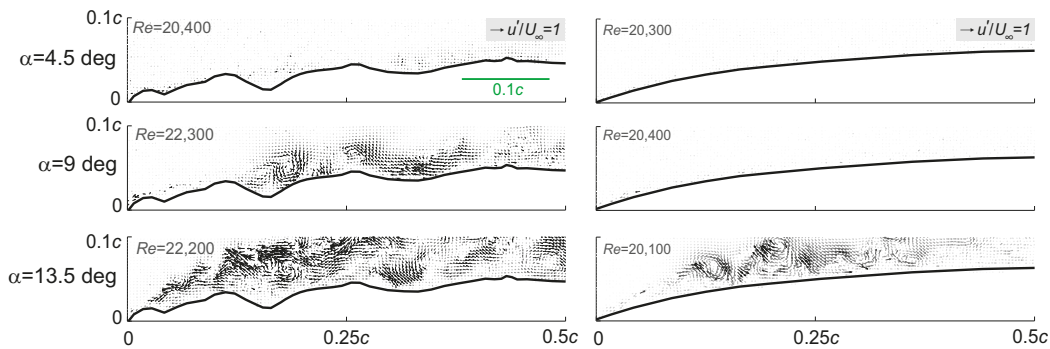 0.1c
Re=20,400
→ u'/U∞=1
α=4.5 deg
0.1c
0
Re=20,300
→ u'/U∞=1
0.1c
Re=22,300
α=9 deg
0
Re=20,400
0.1c
Re=22,200
α=13.5 deg
0
Re=20,100
0 0.25c 0.5c
0 0.25c 0.5c